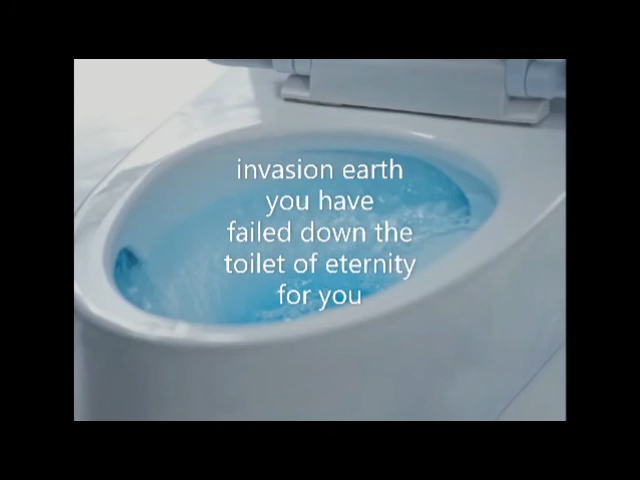 invasion earth
you have
failed down the
toilet of eternity
for you